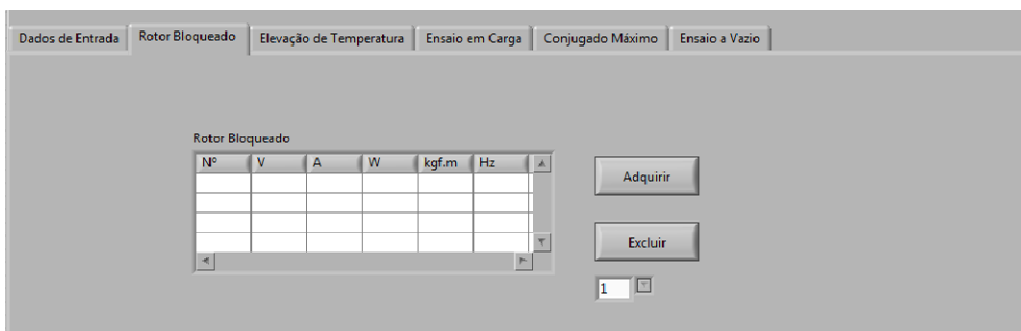 Dados de Entrada Rotor Bloqueado Elevação de Temperatura Ensaio em Carga Conjugado Máximo Ensaio a Vazio
Rotor Bloqueado
Nº V A W kgf.m Hz
Adquirir
Excluir
1